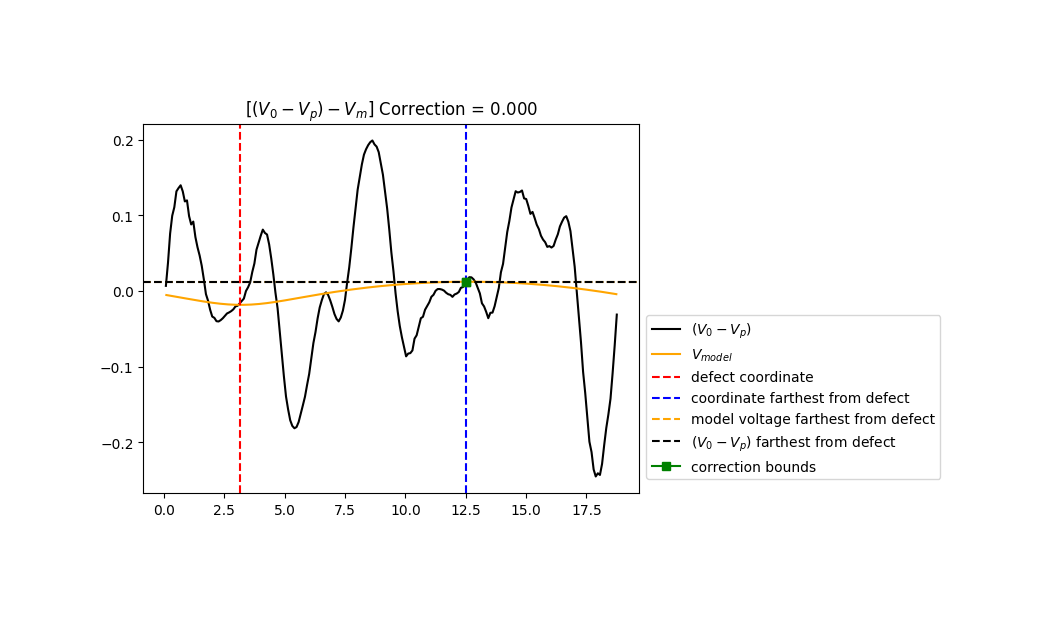 [(V₀ − Vₚ) − Vₘ] Correction = 0.000
0.2
0.1
0.0
−0.1
−0.2
0.0 2.5 5.0 7.5 10.0 12.5 15.0 17.5
(V₀ − Vₚ)
V_model
defect coordinate
coordinate farthest from defect
model voltage farthest from defect
(V₀ − Vₚ) farthest from defect
correction bounds